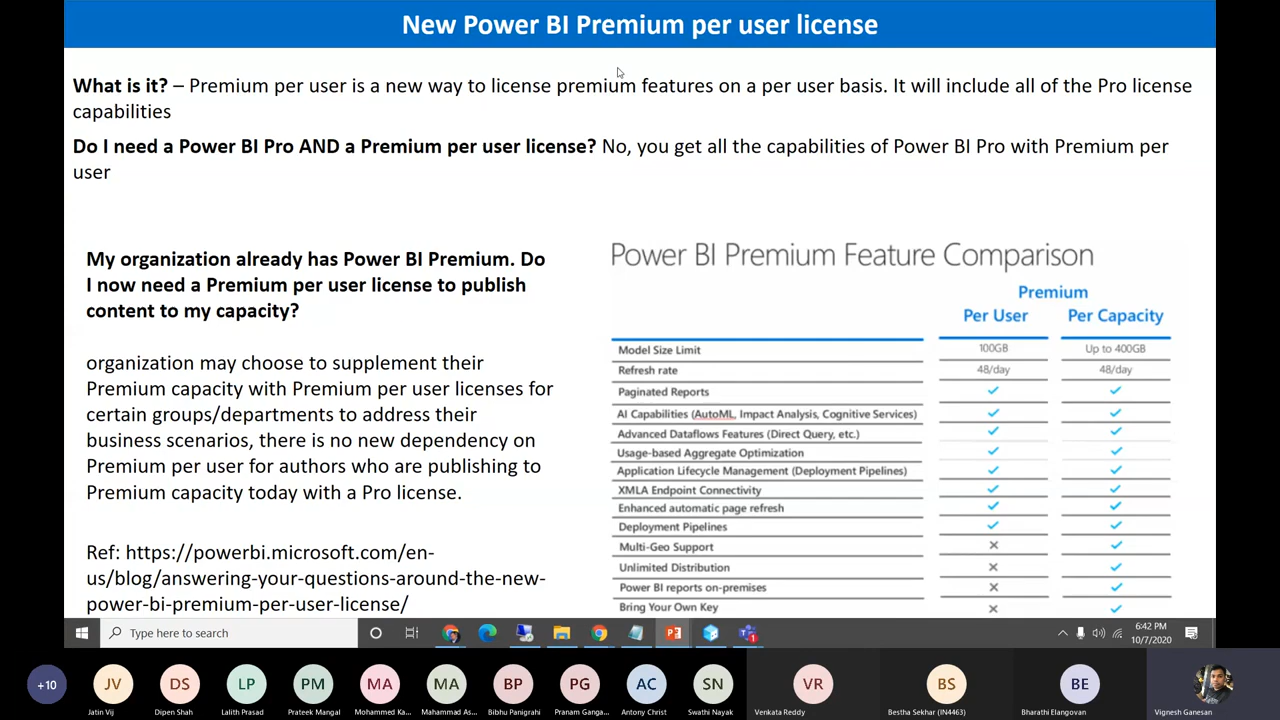 New Power BI Premium per user license
What is it? – Premium per user is a new way to license premium features on a per user basis. It will include all of the Pro license
capabilities
Do I need a Power BI Pro AND a Premium per user license? No, you get all the capabilities of Power BI Pro with Premium per
user
My organization already has Power BI Premium. Do
I now need a Premium per user license to publish
content to my capacity?
organization may choose to supplement their
Premium capacity with Premium per user licenses for
certain groups/departments to address their
business scenarios, there is no new dependency on
Premium per user for authors who are publishing to
Premium capacity today with a Pro license.
Ref: https://powerbi.microsoft.com/en-
us/blog/answering-your-questions-around-the-new-
power-bi-premium-per-user-license/
Power BI Premium Feature Comparison
Premium
Per User Per Capacity
Model Size Limit 100GB Up to 400GB
Refresh rate 48/day 48/day
Paginated Reports ✓ ✓
AI Capabilities (AutoML, Impact Analysis, Cognitive Services) ✓ ✓
Advanced Dataflows Features (Direct Query, etc.) ✓ ✓
Usage-based Aggregate Optimization ✓ ✓
Application Lifecycle Management (Deployment Pipelines) ✓ ✓
XMLA Endpoint Connectivity ✓ ✓
Enhanced automatic page refresh ✓ ✓
Deployment Pipelines ✓ ✓
Multi-Geo Support ✕ ✓
Unlimited Distribution ✕ ✓
Power BI reports on-premises ✕ ✓
Bring Your Own Key ✕ ✓
Type here to search
6:42 PM
10/7/2020
+10 JV DS LP PM MA MA BP PG AC SN VR BS BE
Jatin Vij Dipen Shah Lalith Prasad Prateek Mangal Mohammed Ka... Mahammad As... Bibhu Panigrahi Pranam Ganga... Antony Christ Swathi Nayak Venkata Reddy Bestha Sekhar (IN4463) Bharathi Elangovan Vignesh Ganesan